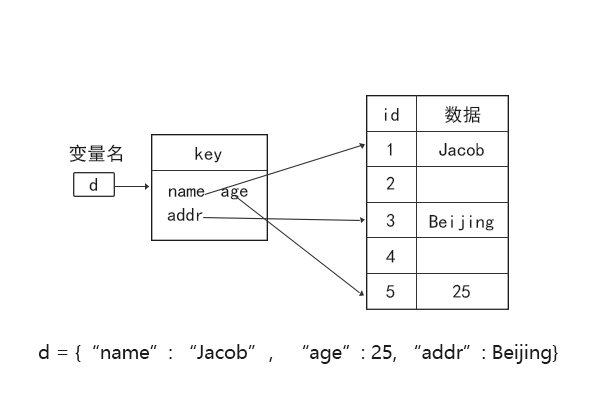 id 数据
变量名 key 1 Jacob
d name age 2
addr 3 Beijing
4
5 25
d = {“name”: “Jacob”, “age”: 25, “addr”: Beijing}